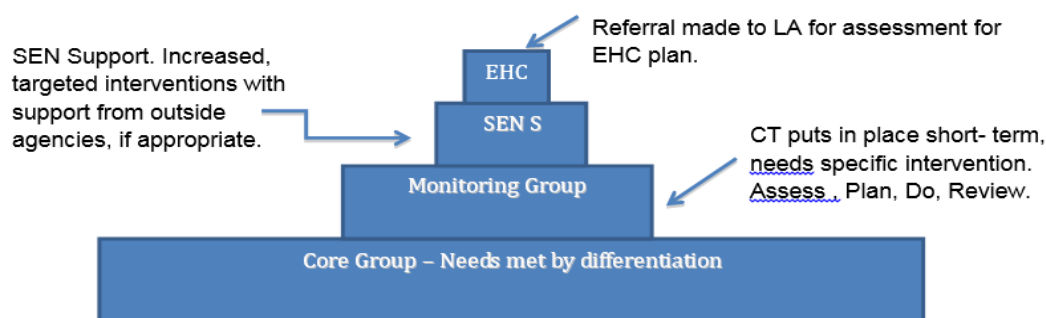 Referral made to LA for assessment for
EHC plan.
SEN Support. Increased,
targeted interventions with
support from outside
agencies, if appropriate.
EHC
SEN S
CT puts in place short- term,
needs specific intervention.
Assess , Plan, Do, Review.
Monitoring Group
Core Group – Needs met by differentiation